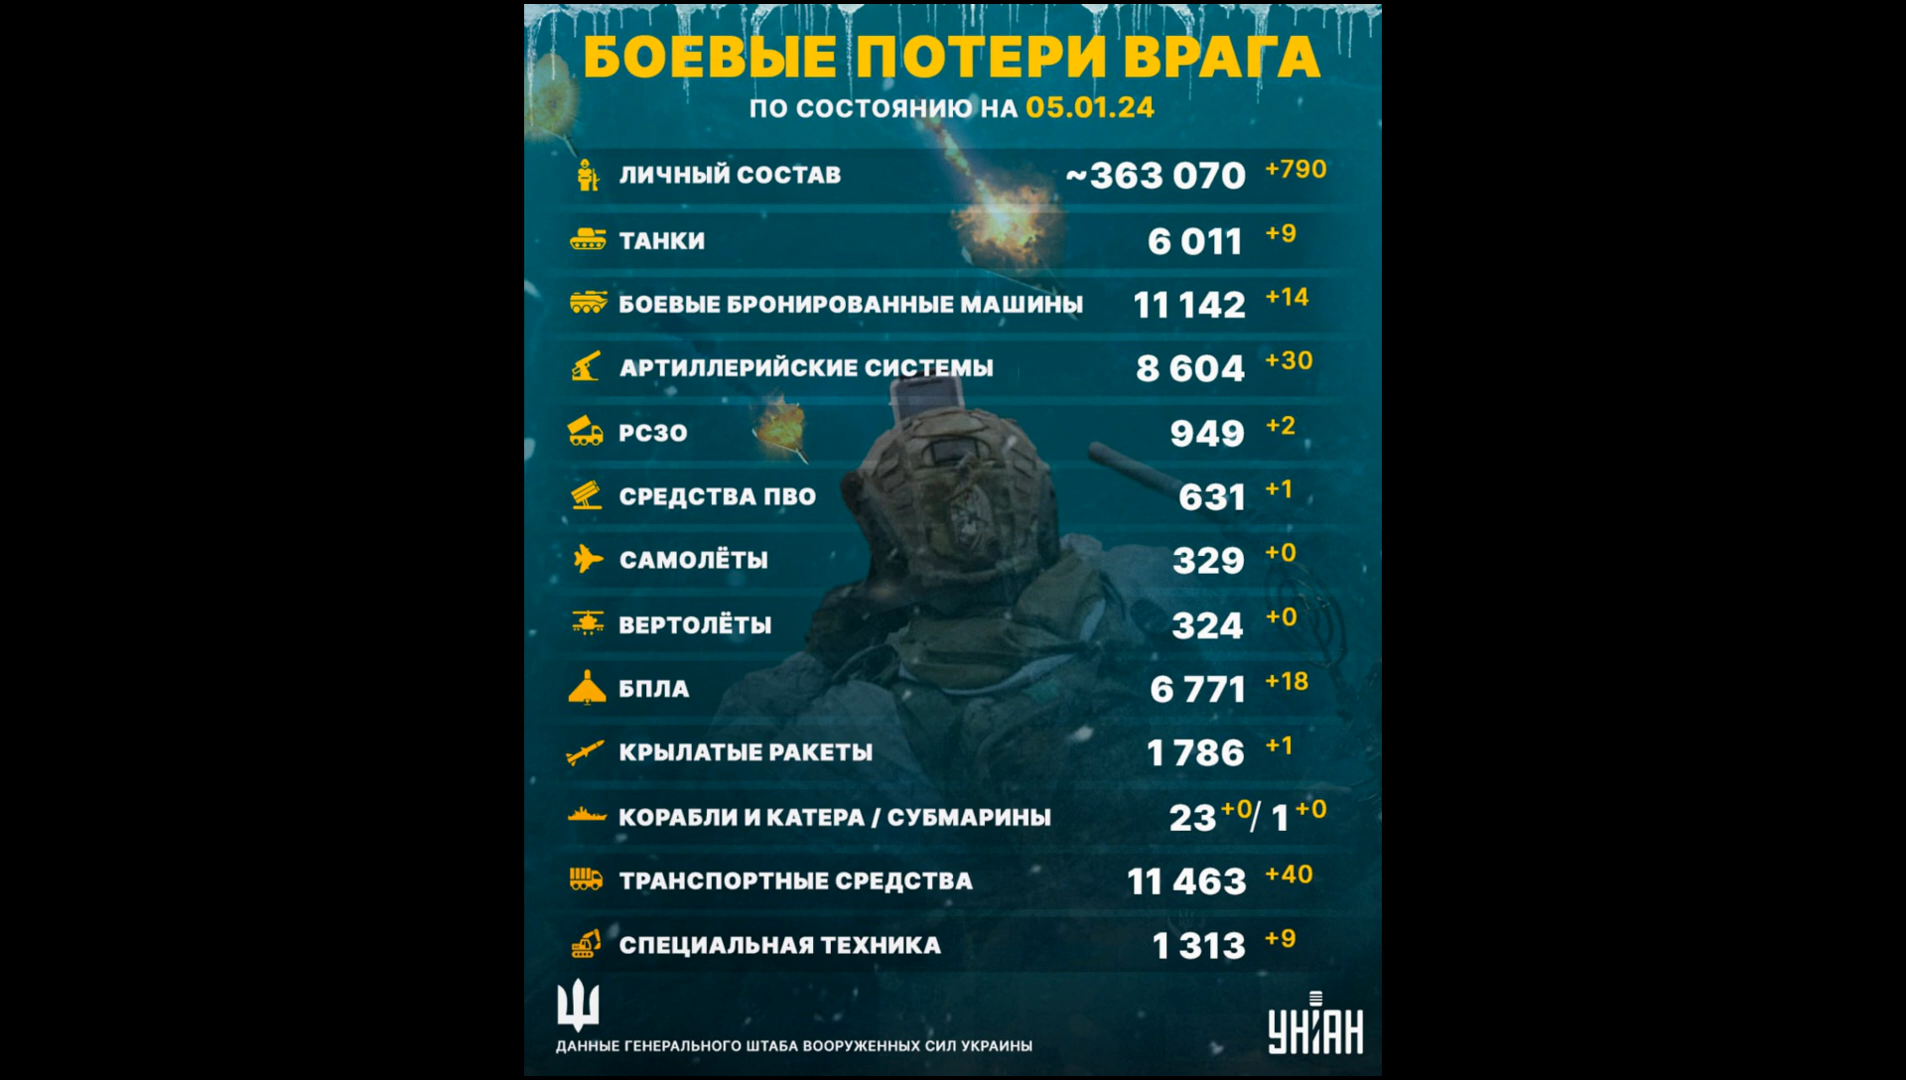 БОЕВЫЕ ПОТЕРИ ВРАГА
ПО СОСТОЯНИЮ НА 05.01.24
ЛИЧНЫЙ СОСТАВ ~363 070 +790
ТАНКИ 6 011 +9
БОЕВЫЕ БРОНИРОВАННЫЕ МАШИНЫ 11 142 +14
АРТИЛЛЕРИЙСКИЕ СИСТЕМЫ 8 604 +30
РСЗО 949 +2
СРЕДСТВА ПВО 631 +1
САМОЛЁТЫ 329 +0
ВЕРТОЛЁТЫ 324 +0
БПЛА 6 771 +18
КРЫЛАТЫЕ РАКЕТЫ 1 786 +1
КОРАБЛИ И КАТЕРА / СУБМАРИНЫ 23 +0 / 1 +0
ТРАНСПОРТНЫЕ СРЕДСТВА 11 463 +40
СПЕЦИАЛЬНАЯ ТЕХНИКА 1 313 +9
ДАННЫЕ ГЕНЕРАЛЬНОГО ШТАБА ВООРУЖЕННЫХ СИЛ УКРАИНЫ
УНІАН